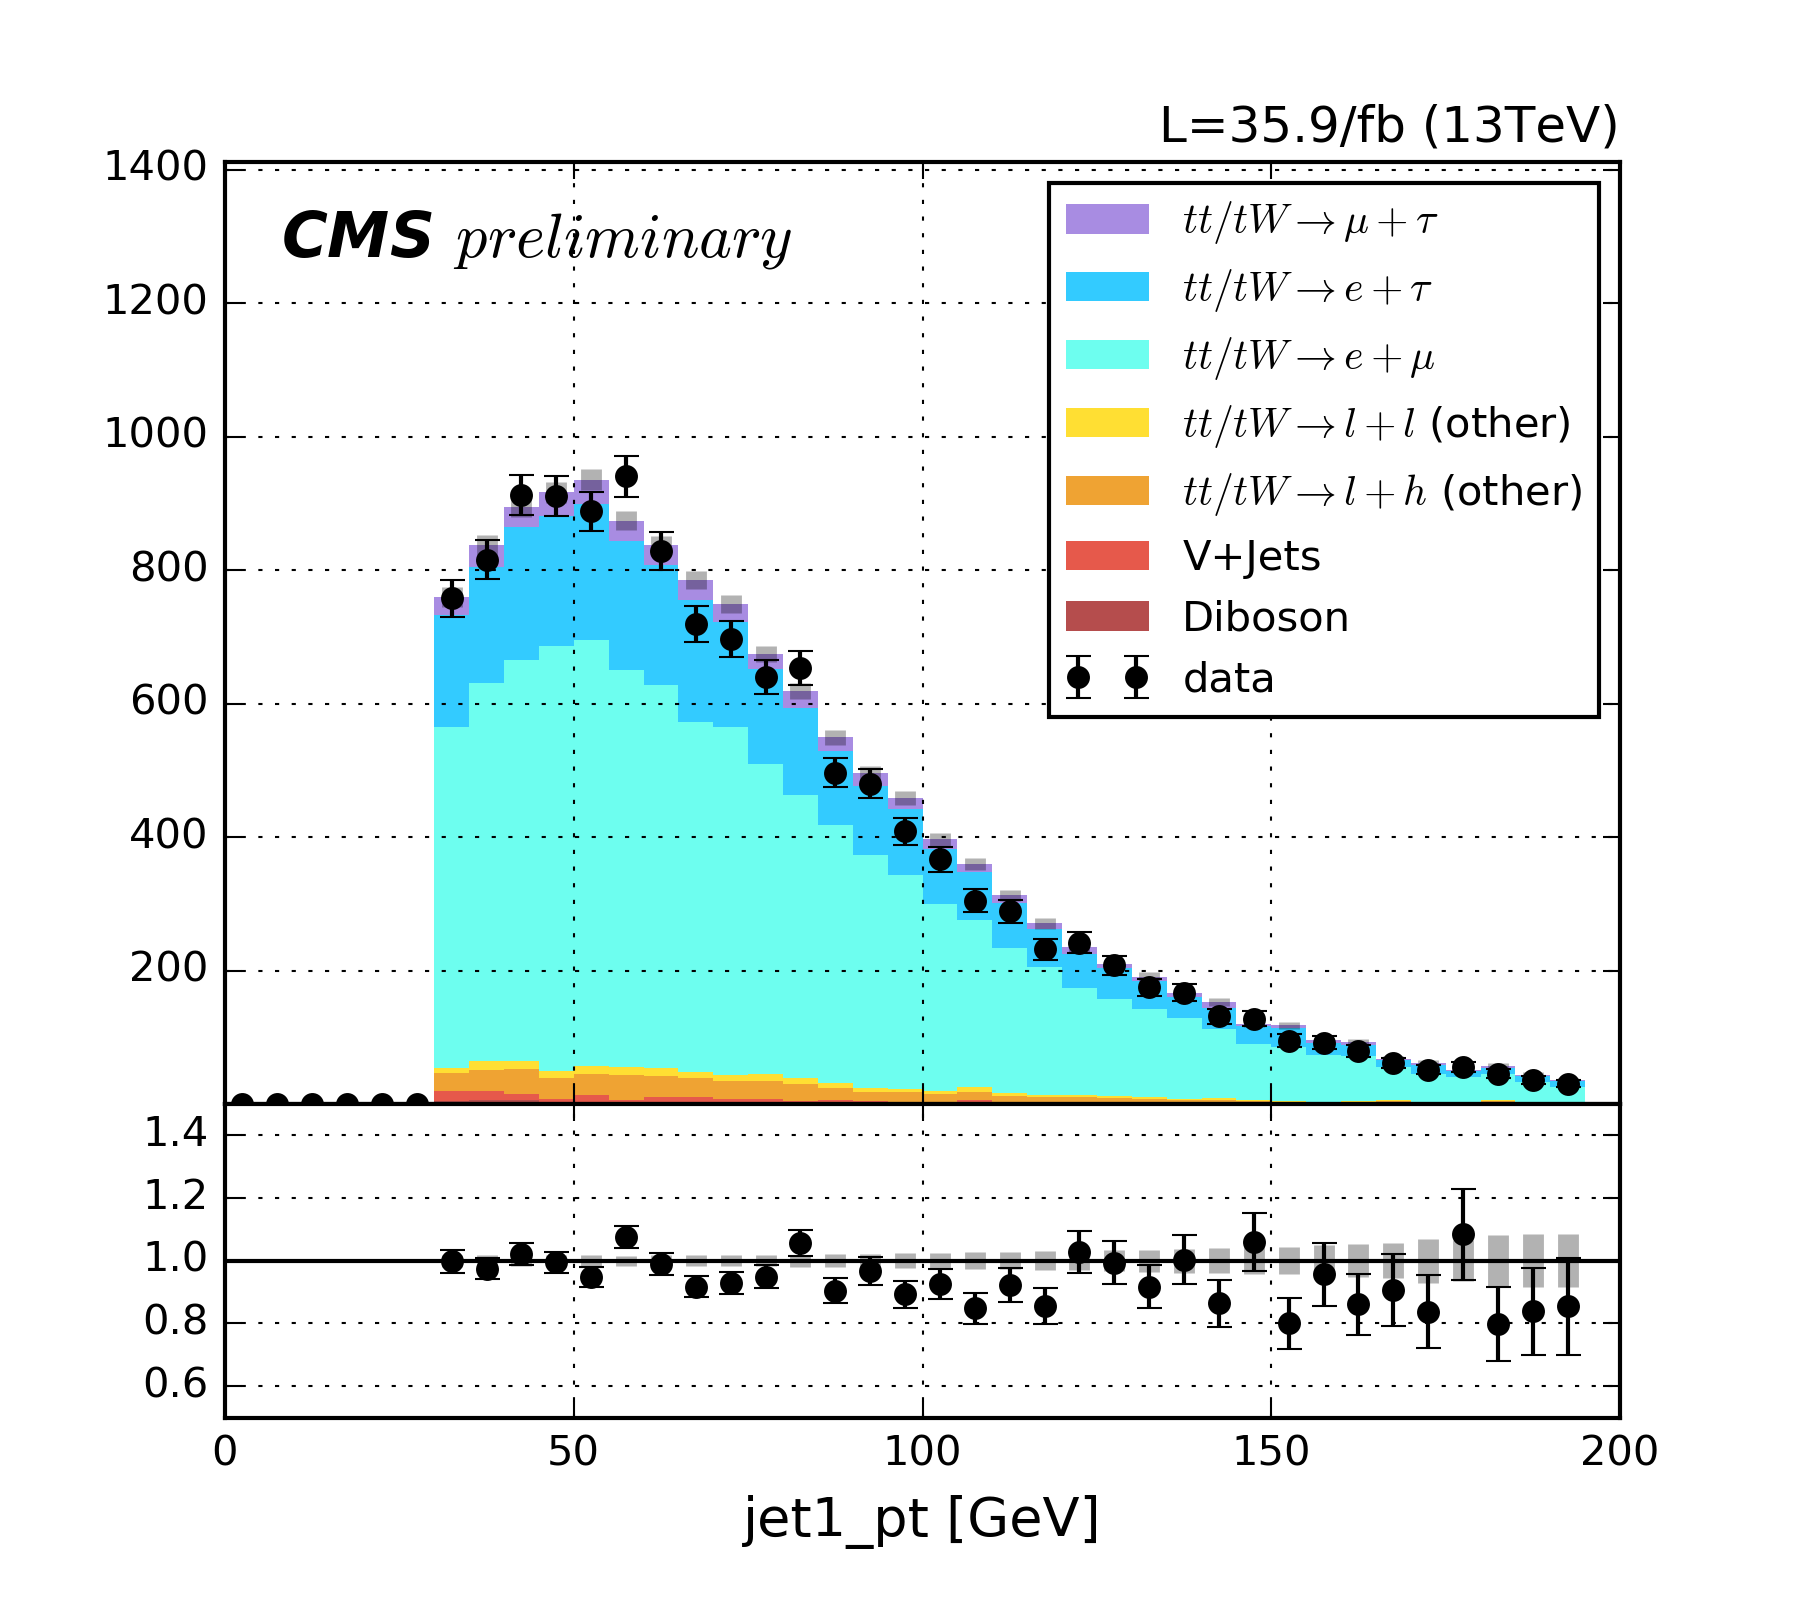 L=35.9/fb (13TeV)
CMS preliminary
1400
1200
1000
800
600
400
200
tt/tW → μ + τ
tt/tW → e + τ
tt/tW → e + μ
tt/tW → l + l (other)
tt/tW → l + h (other)
V+Jets
Diboson
data
1.4
1.2
1.0
0.8
0.6
0 50 100 150 200
jet1_pt [GeV]